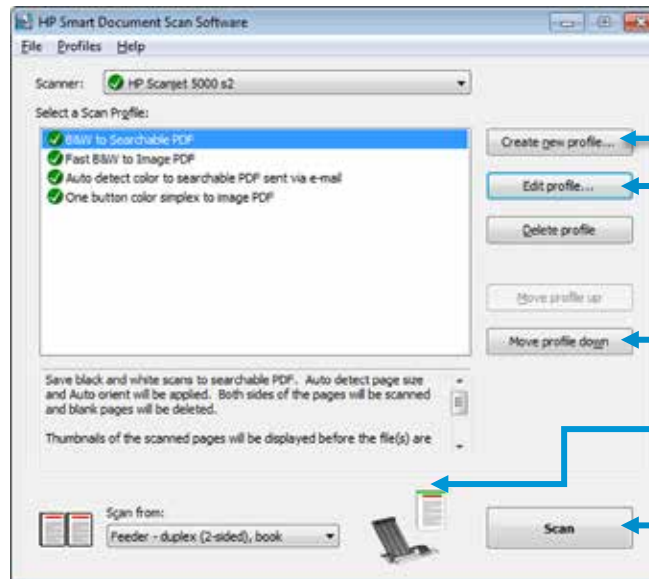 HP Smart Document Scan Software
File Profiles Help
Scanner: HP Scanjet 5000 s2
Select a Scan Profile:
B&W to Searchable PDF
Fast B&W to Image PDF
Auto detect color to searchable PDF sent via e-mail
One button color simplex to image PDF
Create new profile...
Edit profile...
Delete profile
Move profile up
Move profile down
Save black and white scans to searchable PDF. Auto detect page size
and Auto orient will be applied. Both sides of the pages will be scanned
and blank pages will be deleted.
Thumbnails of the scanned pages will be displayed before the file(s) are
Scan from:
Feeder - duplex (2-sided), book
Scan